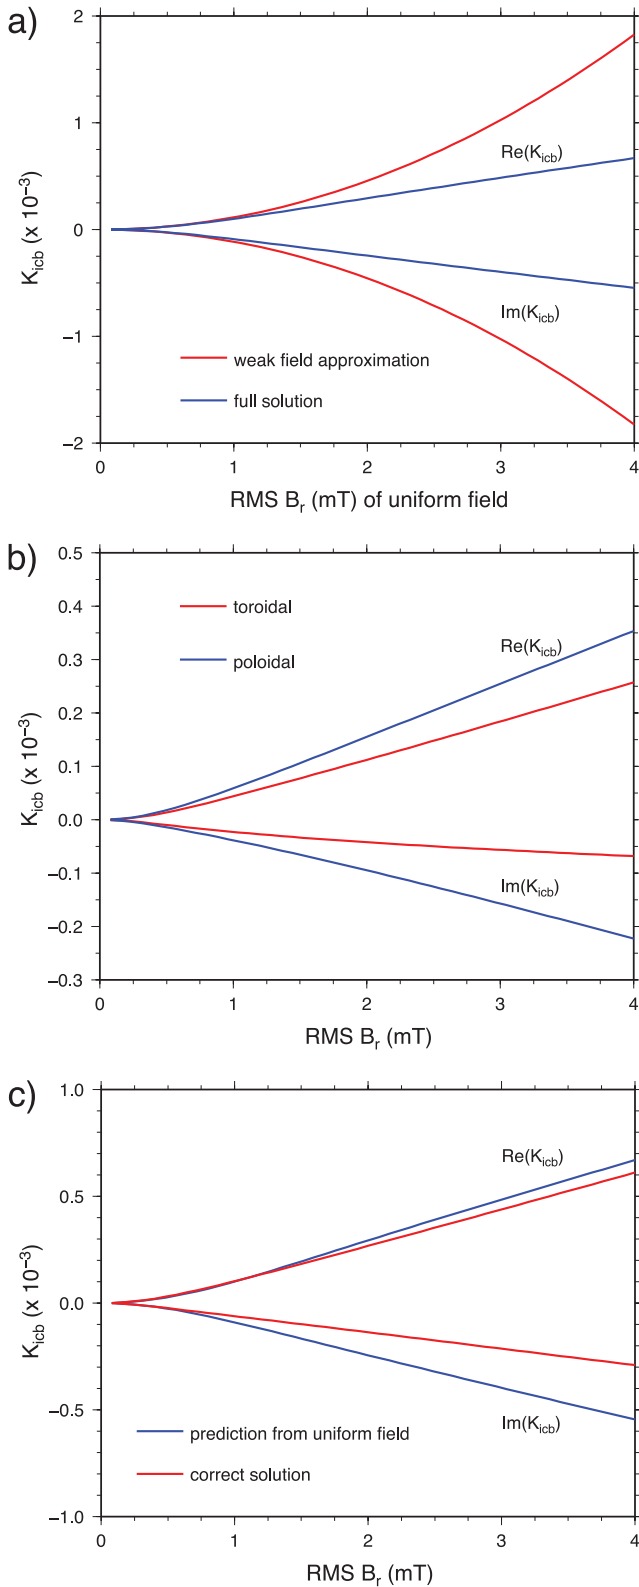 a)
2
1
0
−1
−2
K_icb (x 10^−3)
Re(K_icb)
Im(K_icb)
weak field approximation
full solution
0 1 2 3 4
RMS B_r (mT) of uniform field
b)
0.5
0.4
0.3
0.2
0.1
0.0
−0.1
−0.2
−0.3
K_icb (x 10^−3)
toroidal
poloidal
Re(K_icb)
Im(K_icb)
0 1 2 3 4
RMS B_r (mT)
c)
1.0
0.5
0.0
−0.5
−1.0
K_icb (x 10^−3)
Re(K_icb)
Im(K_icb)
prediction from uniform field
correct solution
0 1 2 3 4
RMS B_r (mT)